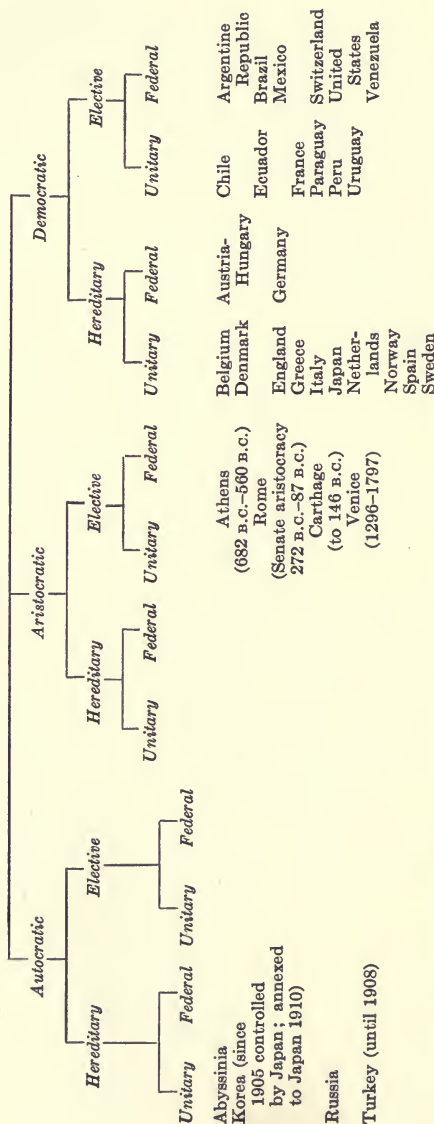 Autocratic Aristocratic Democratic
Hereditary Elective Hereditary Elective Hereditary Elective
Unitary Federal Unitary Federal Unitary Federal Unitary Federal Unitary Federal Unitary Federal
Abyssinia
Korea (since
1905 controlled
by Japan; annexed
to Japan 1910)
Russia
Turkey (until 1908)
Athens
(682 B.C.–560 B.C.)
Rome
(Senate aristocracy
272 B.C.–87 B.C.)
Carthage
(to 146 B.C.)
Venice
(1296–1797)
Belgium
Denmark
England
Greece
Italy
Japan
Nether-
lands
Norway
Spain
Sweden
Austria-
Hungary
Germany
Chile
Ecuador
France
Paraguay
Peru
Uruguay
Argentine
Republic
Brazil
Mexico
Switzerland
United
States
Venezuela